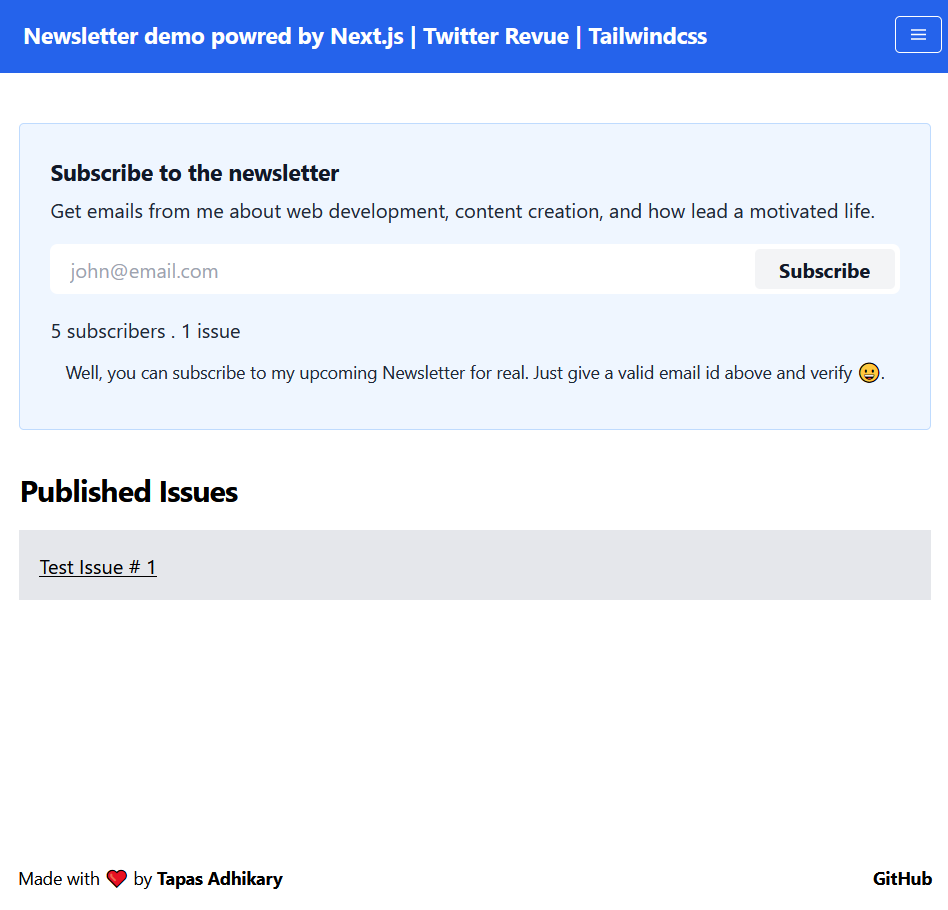 Newsletter demo powred by Next.js | Twitter Revue | Tailwindcss
Subscribe to the newsletter
Get emails from me about web development, content creation, and how lead a motivated life.
john@email.com
Subscribe
5 subscribers . 1 issue
Well, you can subscribe to my upcoming Newsletter for real. Just give a valid email id above and verify 😀.
Published Issues
Test Issue # 1
Made with ❤️ by Tapas Adhikary
GitHub